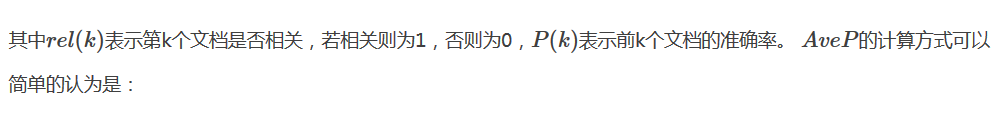 其中rel(k)表示第k个文档是否相关，若相关则为1，否则为0，P(k)表示前k个文档的准确率。 AveP的计算方式可以
简单的认为是：